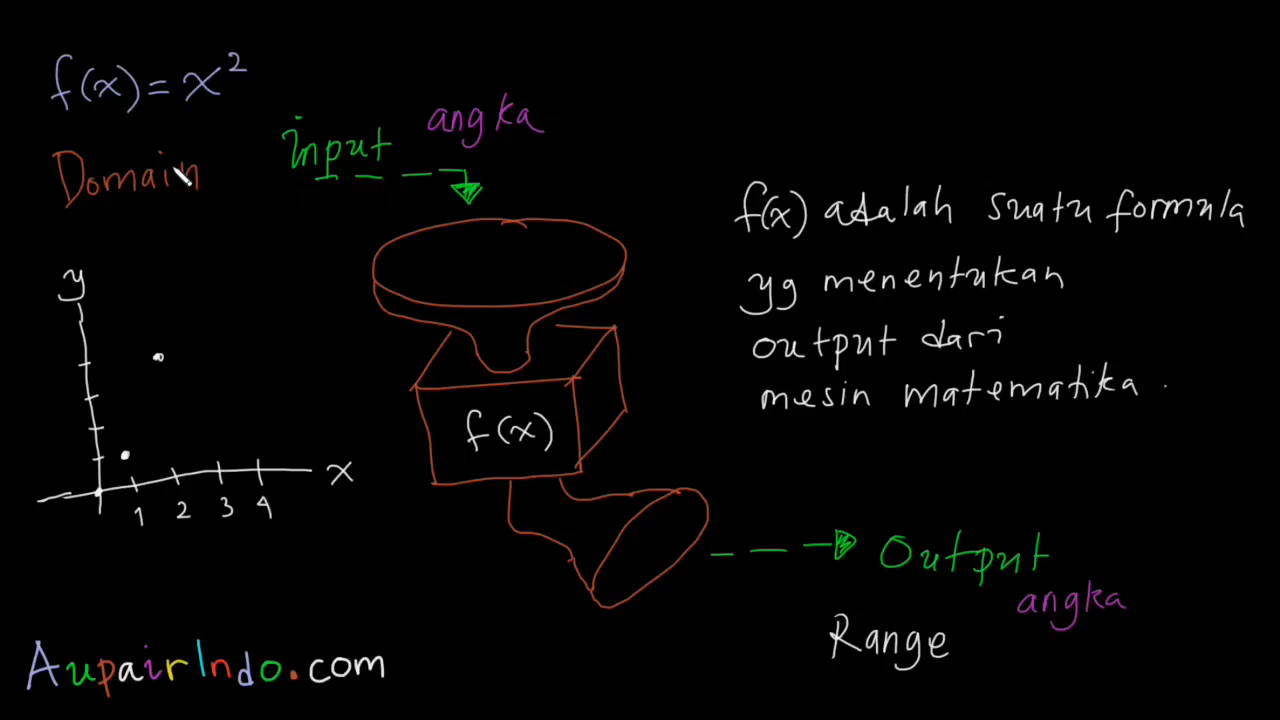 f(x) = x²
Domain
Input
angka
f(x) adalah suatu formula
yg menentukan
output dari
mesin matematika
y
x
1 2 3 4
f(x)
Output
angka
Range
AupairIndo.com